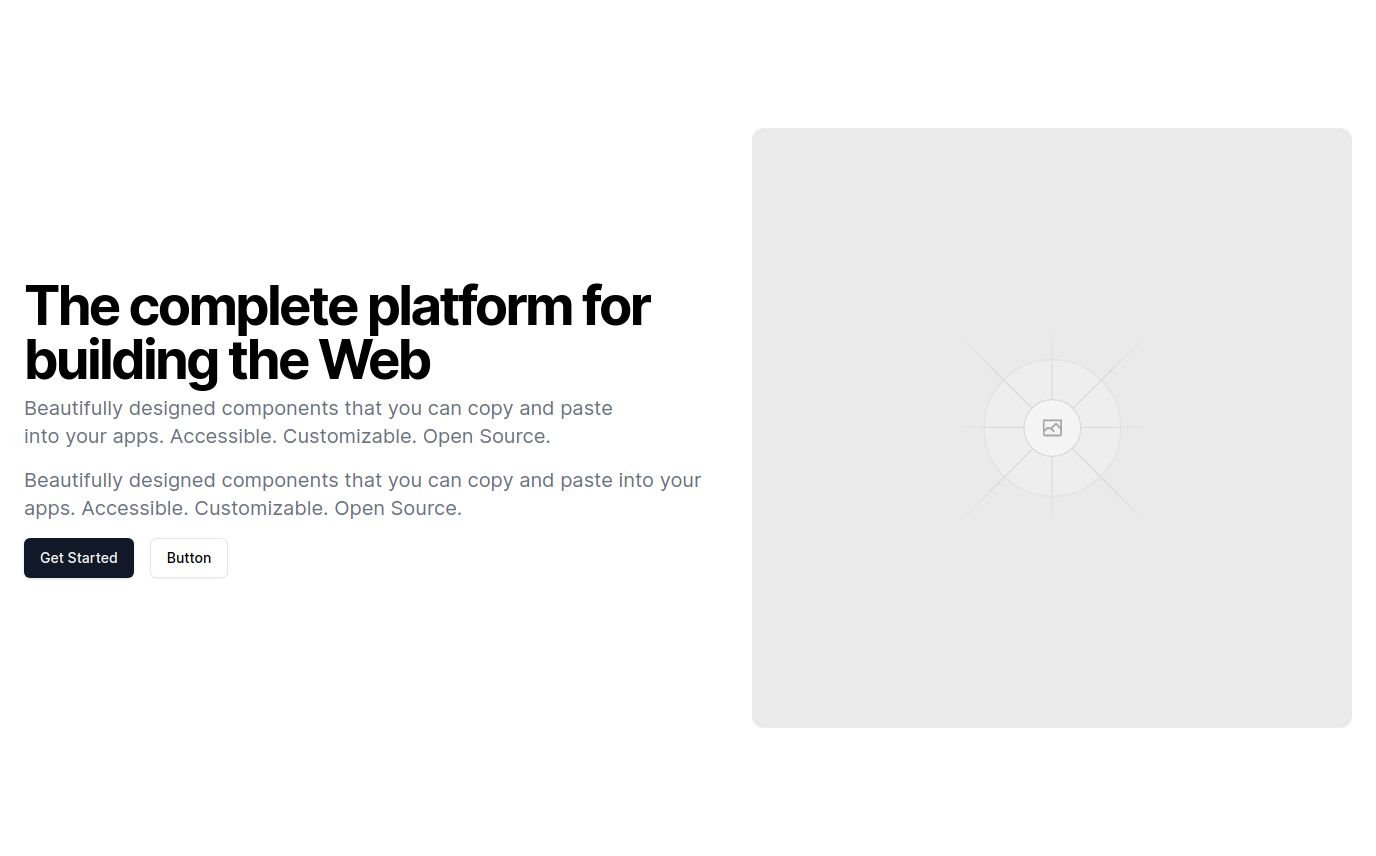 The complete platform for
building the Web
Beautifully designed components that you can copy and paste
into your apps. Accessible. Customizable. Open Source.
Beautifully designed components that you can copy and paste into your
apps. Accessible. Customizable. Open Source.
Get Started
Button